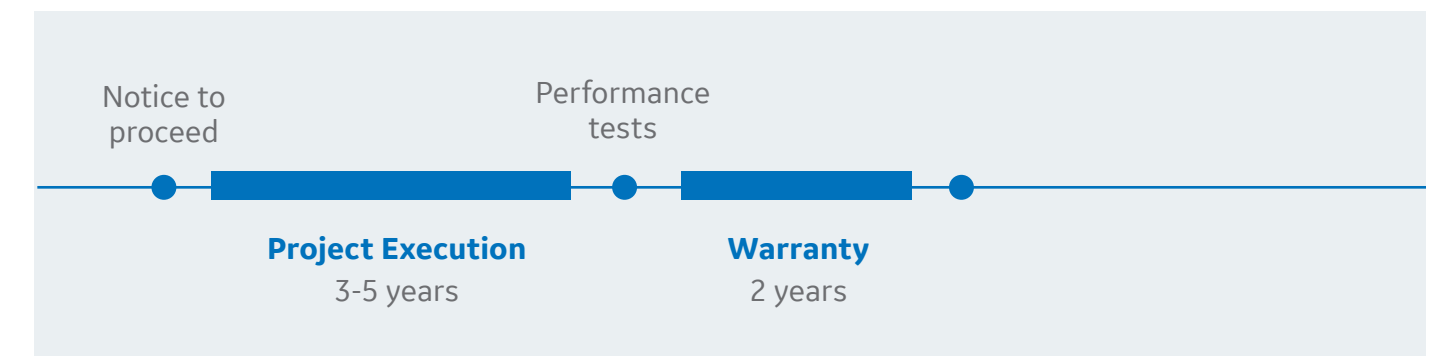 Notice to
proceed
Performance
tests
Project Execution
3-5 years
Warranty
2 years